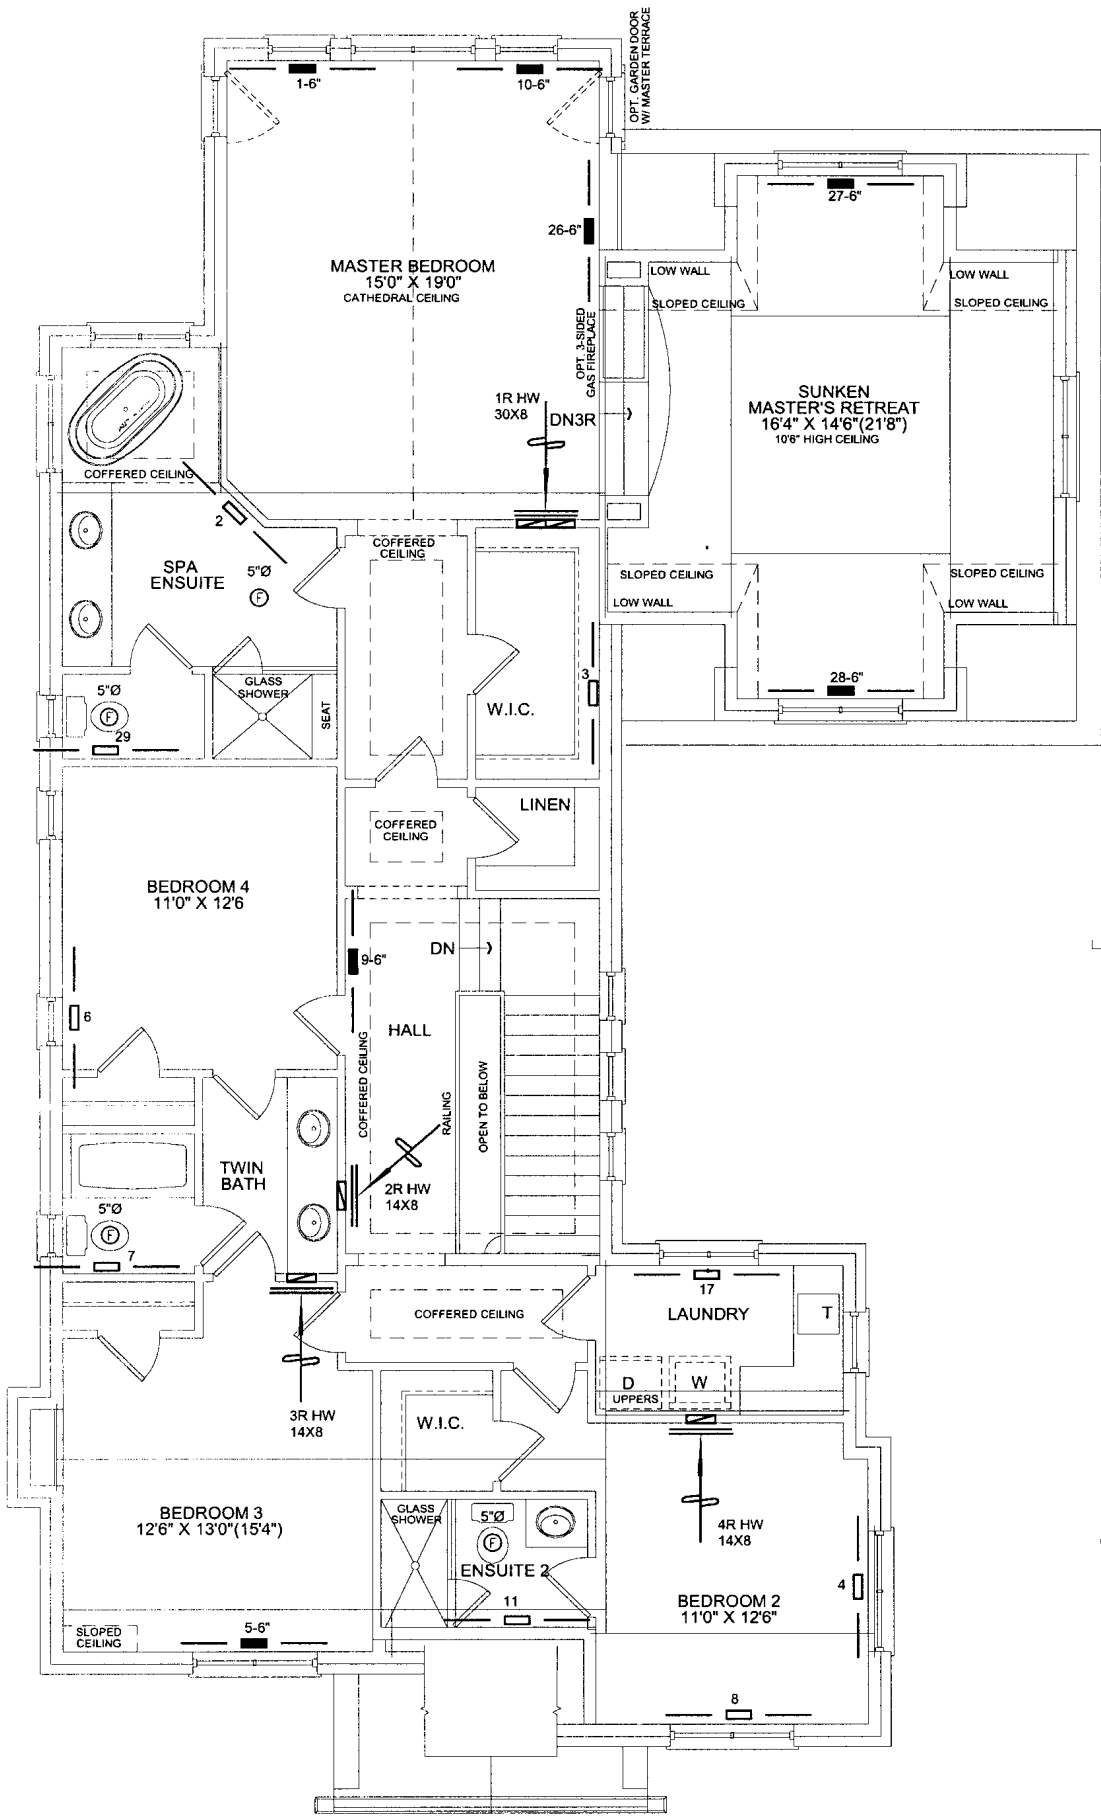 OPT. GARDEN DOOR
W/ MASTER TERRACE
1-6"
10-6"
27-6"
26-6"
MASTER BEDROOM
15'0" X 19'0"
CATHEDRAL CEILING
LOW WALL
LOW WALL
SLOPED CEILING
SLOPED CEILING
OPT. 3-SIDED
GAS FIREPLACE
1R HW
30X8
DN3R
SUNKEN
MASTER'S RETREAT
16'4" X 14'6"(21'8")
10'6" HIGH CEILING
COFFERED CEILING
2
COFFERED
CEILING
SPA
ENSUITE
5"Ø
F
SLOPED CEILING
SLOPED CEILING
LOW WALL
LOW WALL
GLASS
SHOWER
SEAT
5"Ø
F
29
W.I.C.
3
28-6"
LINEN
COFFERED
CEILING
BEDROOM 4
11'0" X 12'6
9-6"
DN
6
HALL
COFFERED CEILING
RAILING
OPEN TO BELOW
TWIN
BATH
2R HW
14X8
5"Ø
F
7
17
LAUNDRY
T
COFFERED CEILING
D
UPPERS
W
3R HW
14X8
W.I.C.
BEDROOM 3
12'6" X 13'0"(15'4")
GLASS
SHOWER
5"Ø
F
ENSUITE 2
11
4R HW
14X8
4
BEDROOM 2
11'0" X 12'6"
SLOPED
CEILING
5-6"
8